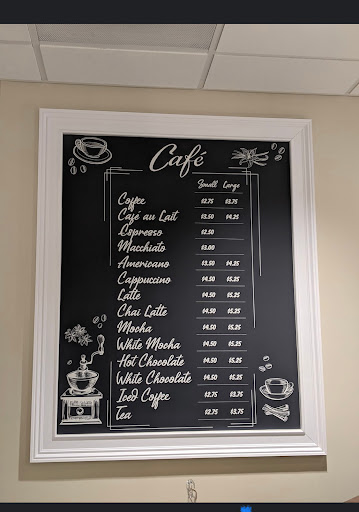 Café
Small Large
Coffee $2.75 $3.75
Café au Lait $3.50 $4.25
Espresso $2.50
Macchiato $3.00
Americano $3.50 $4.25
Cappuccino $4.50 $5.25
Latte $4.50 $5.25
Chai Latte $4.50 $5.25
Mocha $4.50 $5.25
White Mocha $4.50 $5.25
Hot Chocolate $4.50 $5.25
White Chocolate $4.50 $5.25
Iced Coffee $2.75 $3.75
Tea $2.75 $3.75